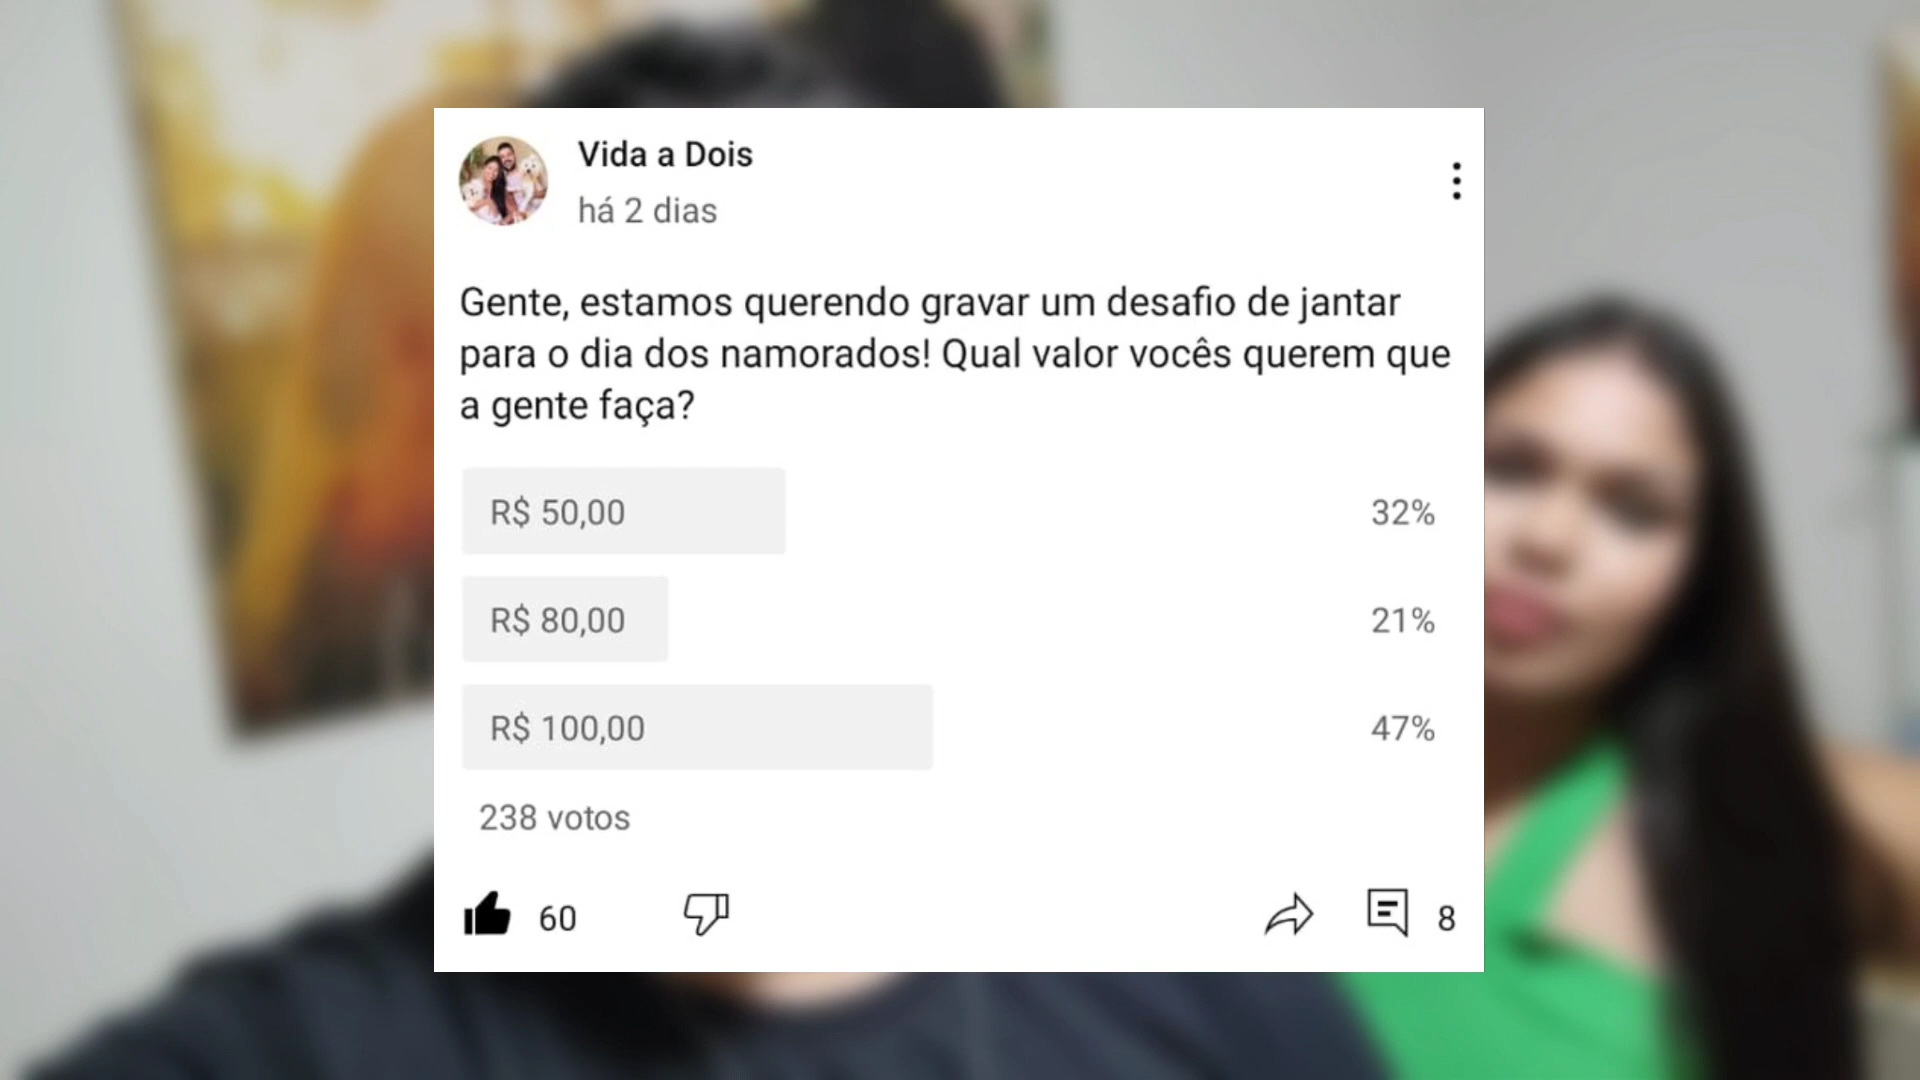 Vida a Dois
há 2 dias
Gente, estamos querendo gravar um desafio de jantar
para o dia dos namorados! Qual valor vocês querem que
a gente faça?
R$ 50,00 32%
R$ 80,00 21%
R$ 100,00 47%
238 votos
60 8